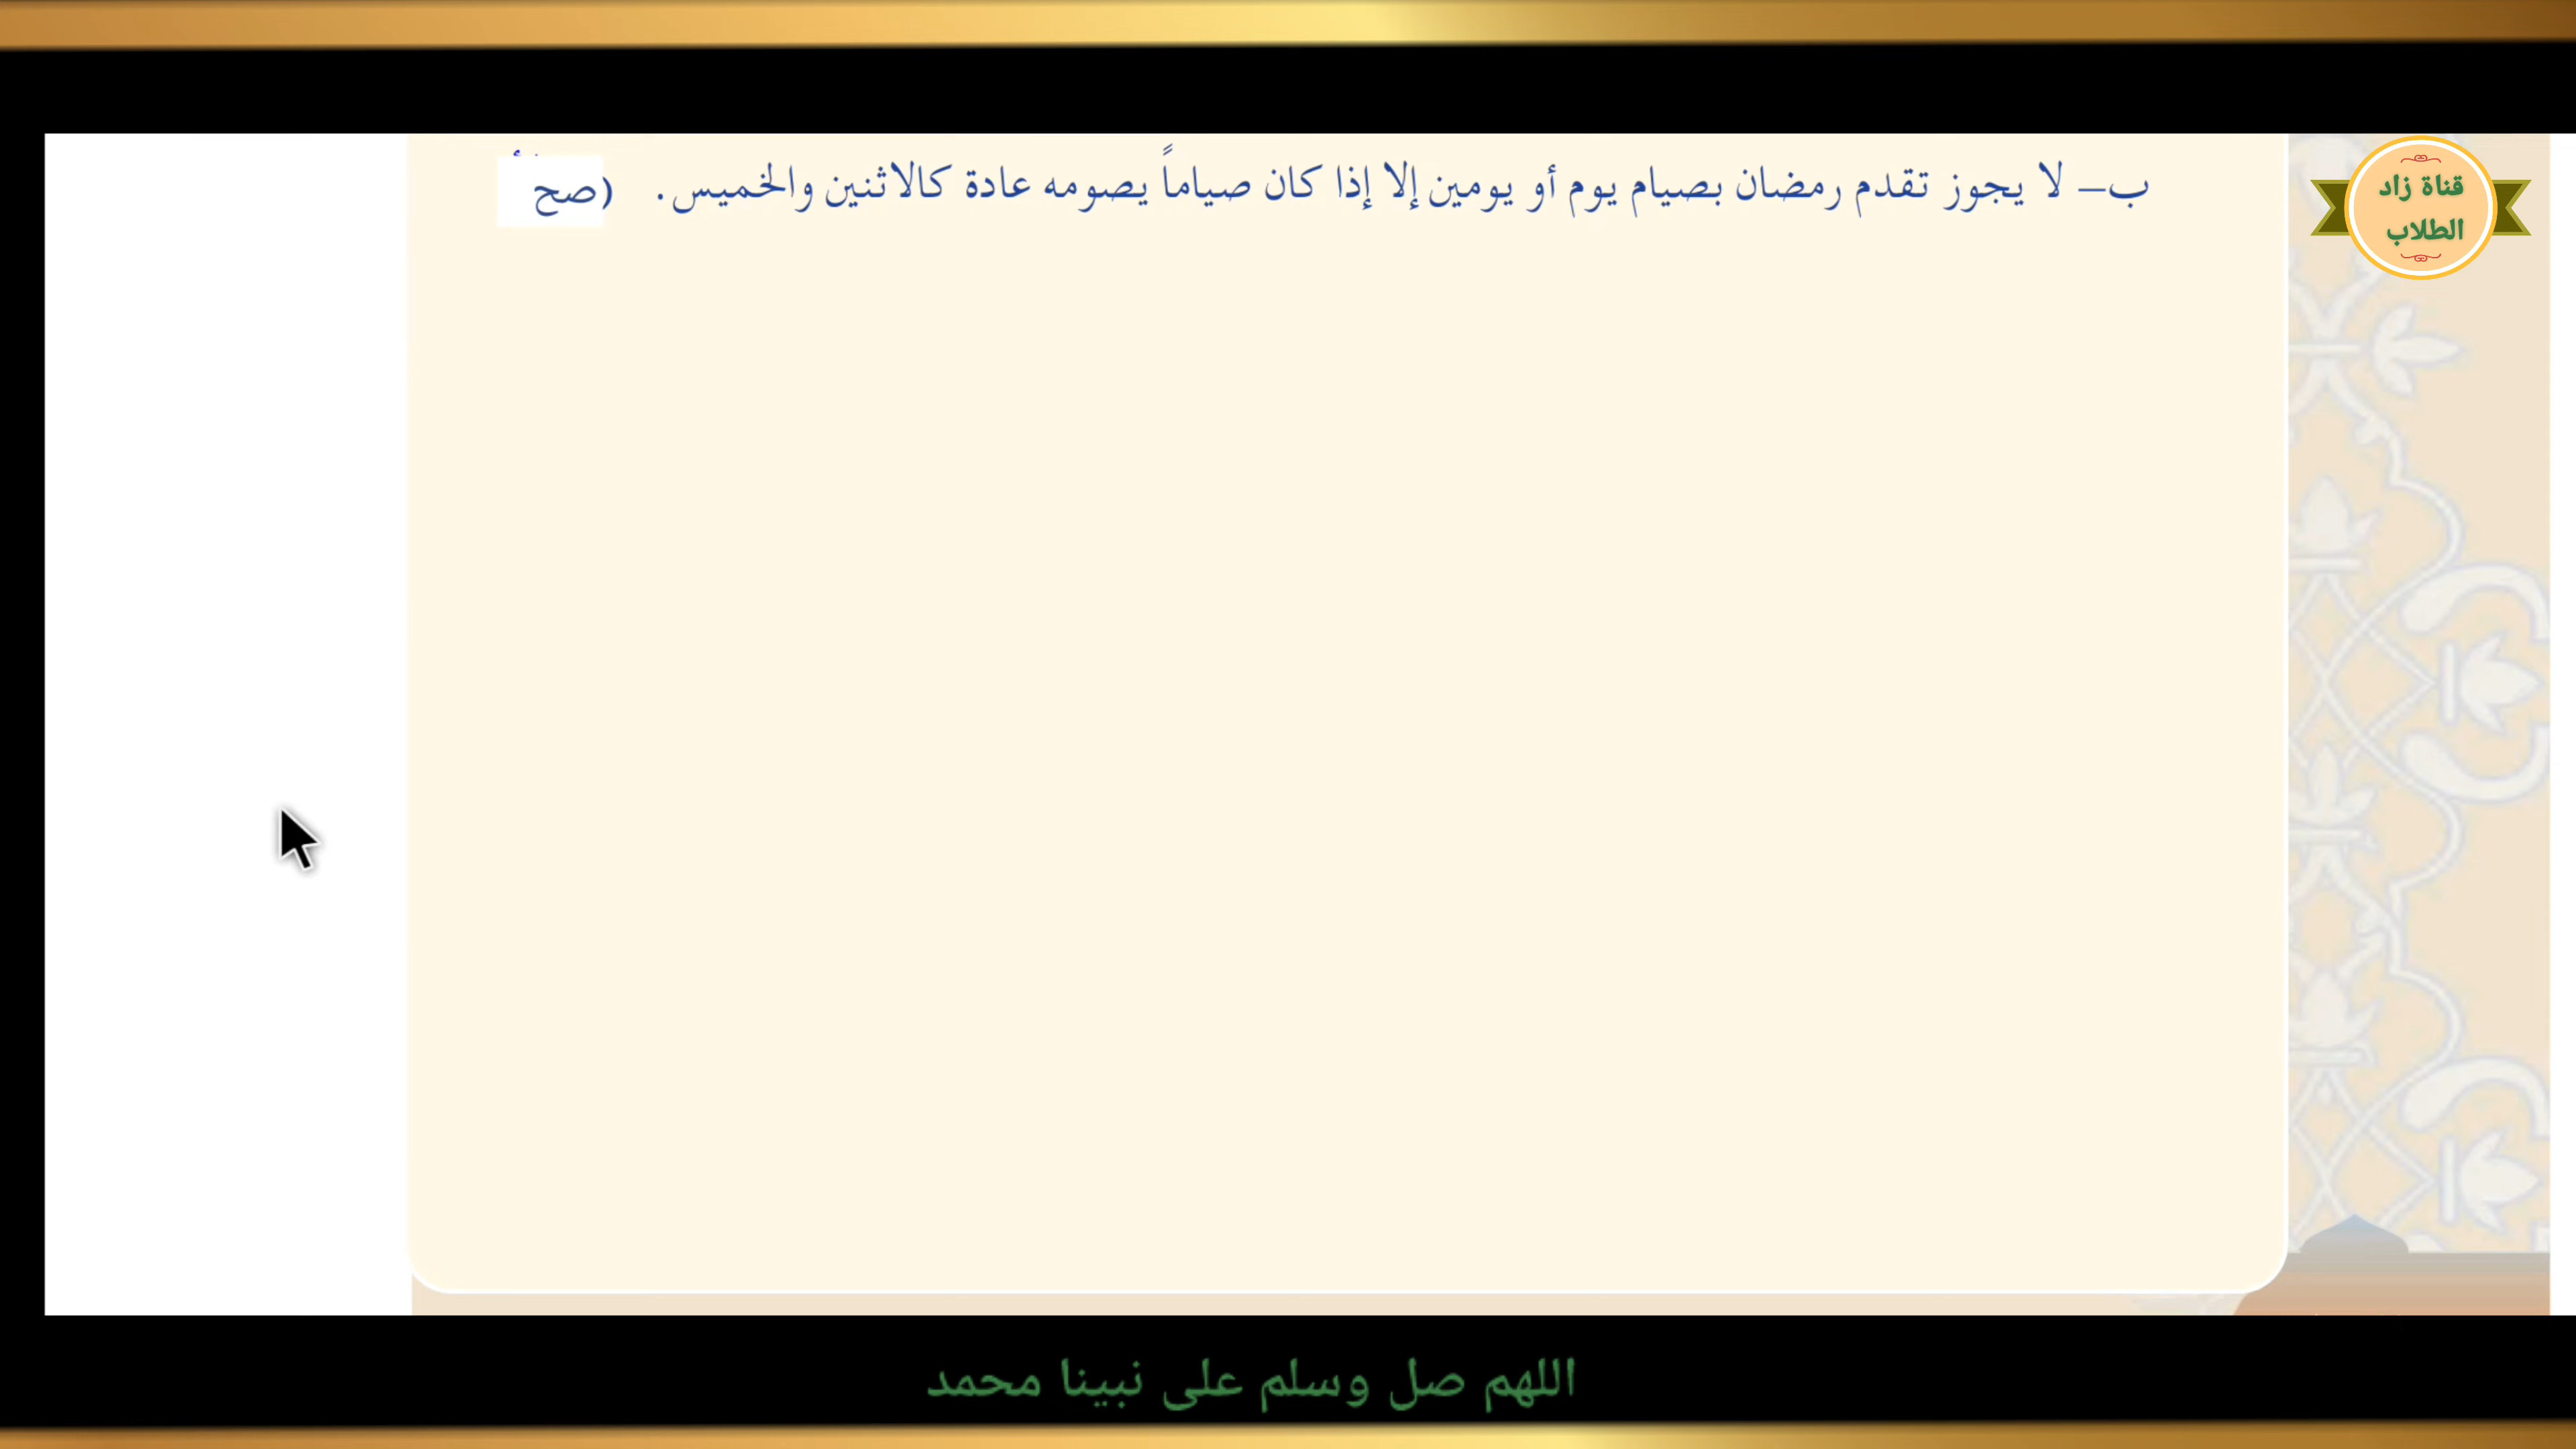 ب– لا يجوز تقدم رمضان بصيام يوم أو يومين إلا إذا كان صياماً يصومه عادة كالاثنين والخميس . (صح
قناة زاد
الطلاب
اللهم صل وسلم على نبينا محمد